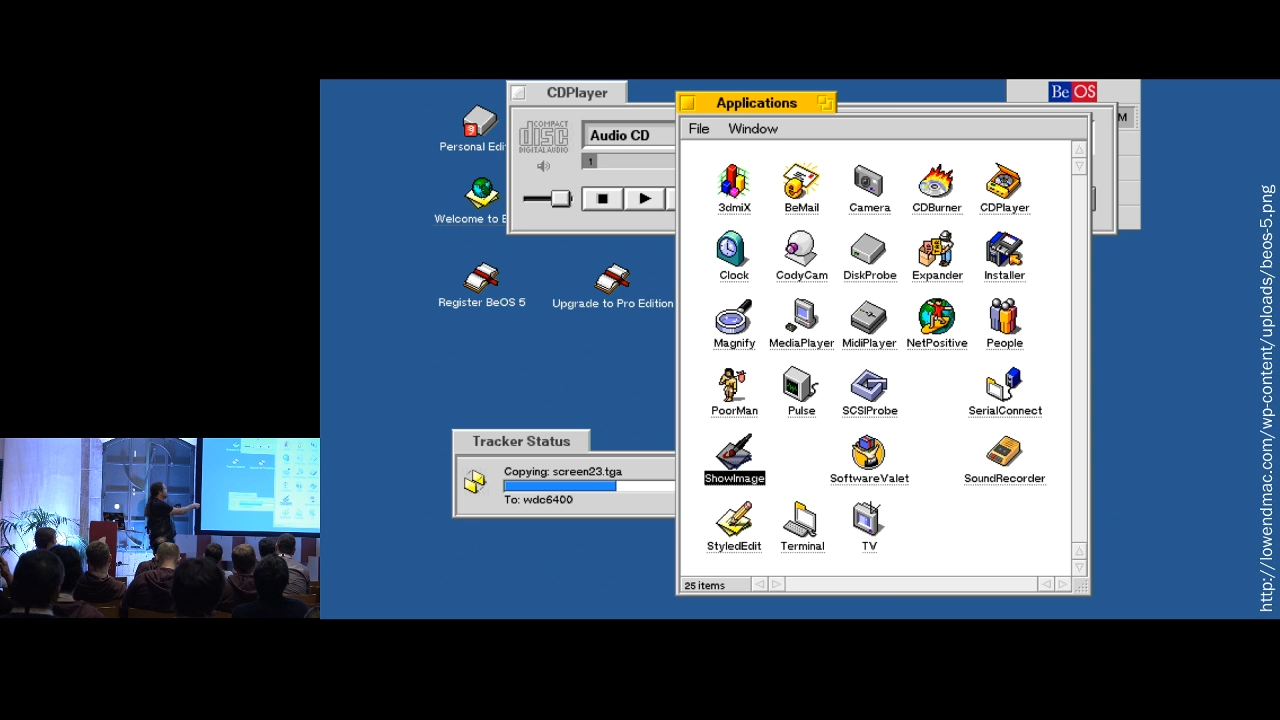 CDPlayer
Applications
Be OS
File Window
M
COMPACT
disc
DIGITAL AUDIO
Audio CD
1
Personal Edi
Welcome to B
Register BeOS 5
Upgrade to Pro Edition
3dmiX
BeMail
Camera
CDBurner
CDPlayer
Clock
CodyCam
DiskProbe
Expander
Installer
Magnify
MediaPlayer
MidiPlayer
NetPositive
People
PoorMan
Pulse
SCSIProbe
SerialConnect
ShowImage
SoftwareValet
SoundRecorder
StyledEdit
Terminal
TV
25 items
Tracker Status
Copying: screen23.tga
To: wdc6400
http://lowendmac.com/wp-content/uploads/beos-5.png